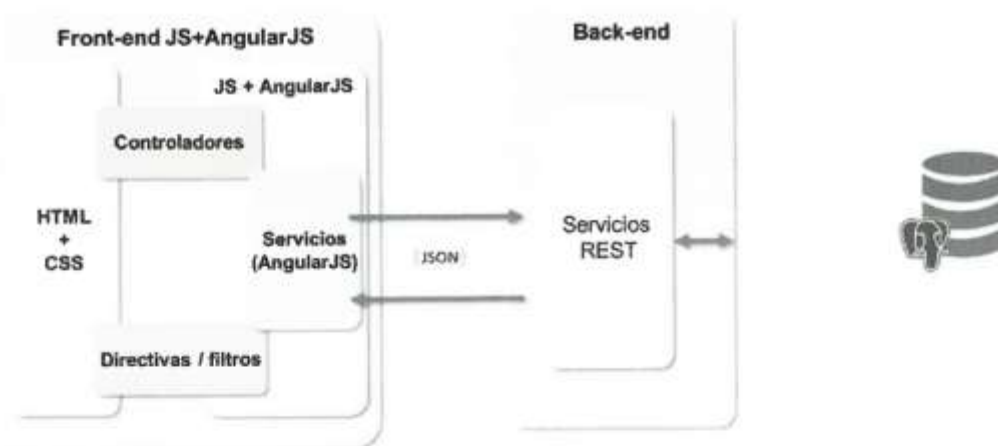 Front-end JS+AngularJS
Back-end
JS + AngularJS
Controladores
HTML
+
CSS
Servicios
(AngularJS)
JSON
Servicios
REST
Directivas / filtros